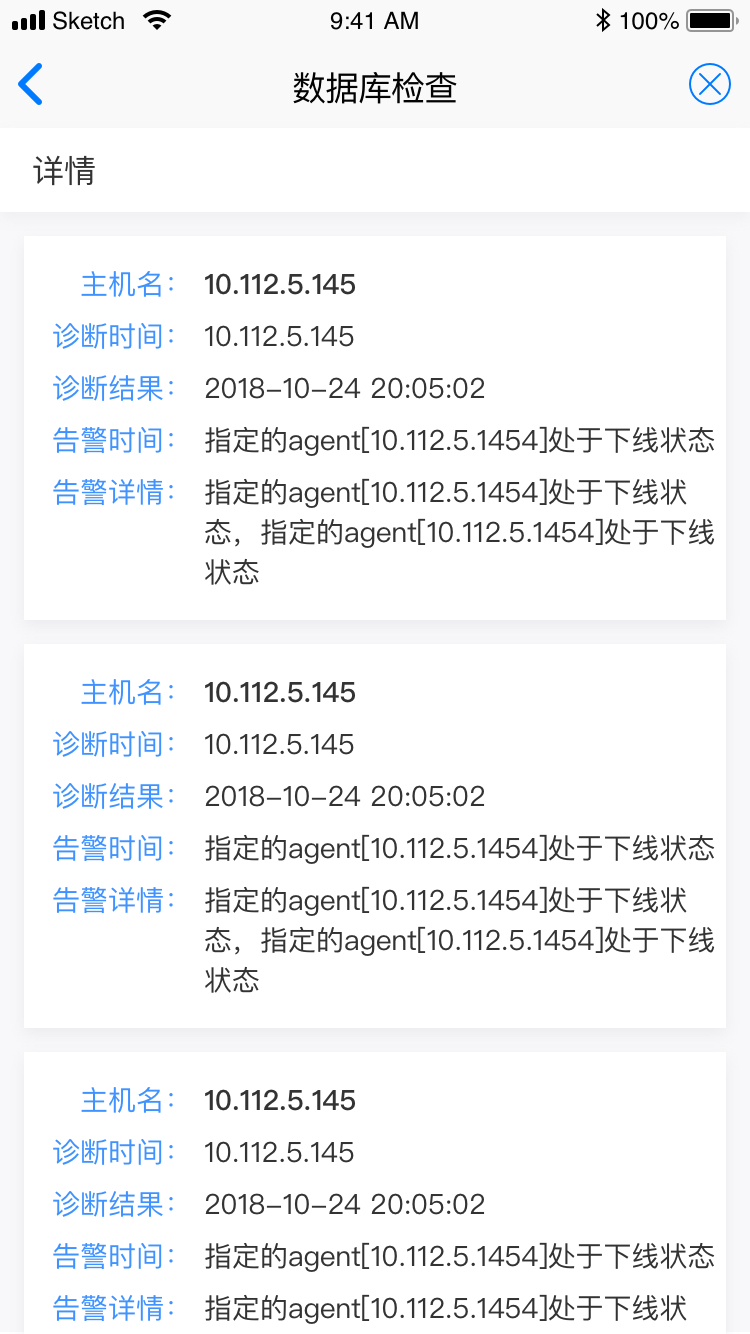 Sketch 9:41 AM 100%
数据库检查
详情
主机名： 10.112.5.145
诊断时间： 10.112.5.145
诊断结果： 2018-10-24 20:05:02
告警时间： 指定的agent[10.112.5.1454]处于下线状态
告警详情： 指定的agent[10.112.5.1454]处于下线状
态，指定的agent[10.112.5.1454]处于下线
状态
主机名： 10.112.5.145
诊断时间： 10.112.5.145
诊断结果： 2018-10-24 20:05:02
告警时间： 指定的agent[10.112.5.1454]处于下线状态
告警详情： 指定的agent[10.112.5.1454]处于下线状
态，指定的agent[10.112.5.1454]处于下线
状态
主机名： 10.112.5.145
诊断时间： 10.112.5.145
诊断结果： 2018-10-24 20:05:02
告警时间： 指定的agent[10.112.5.1454]处于下线状态
告警详情： 指定的agent[10.112.5.1454]处于下线状